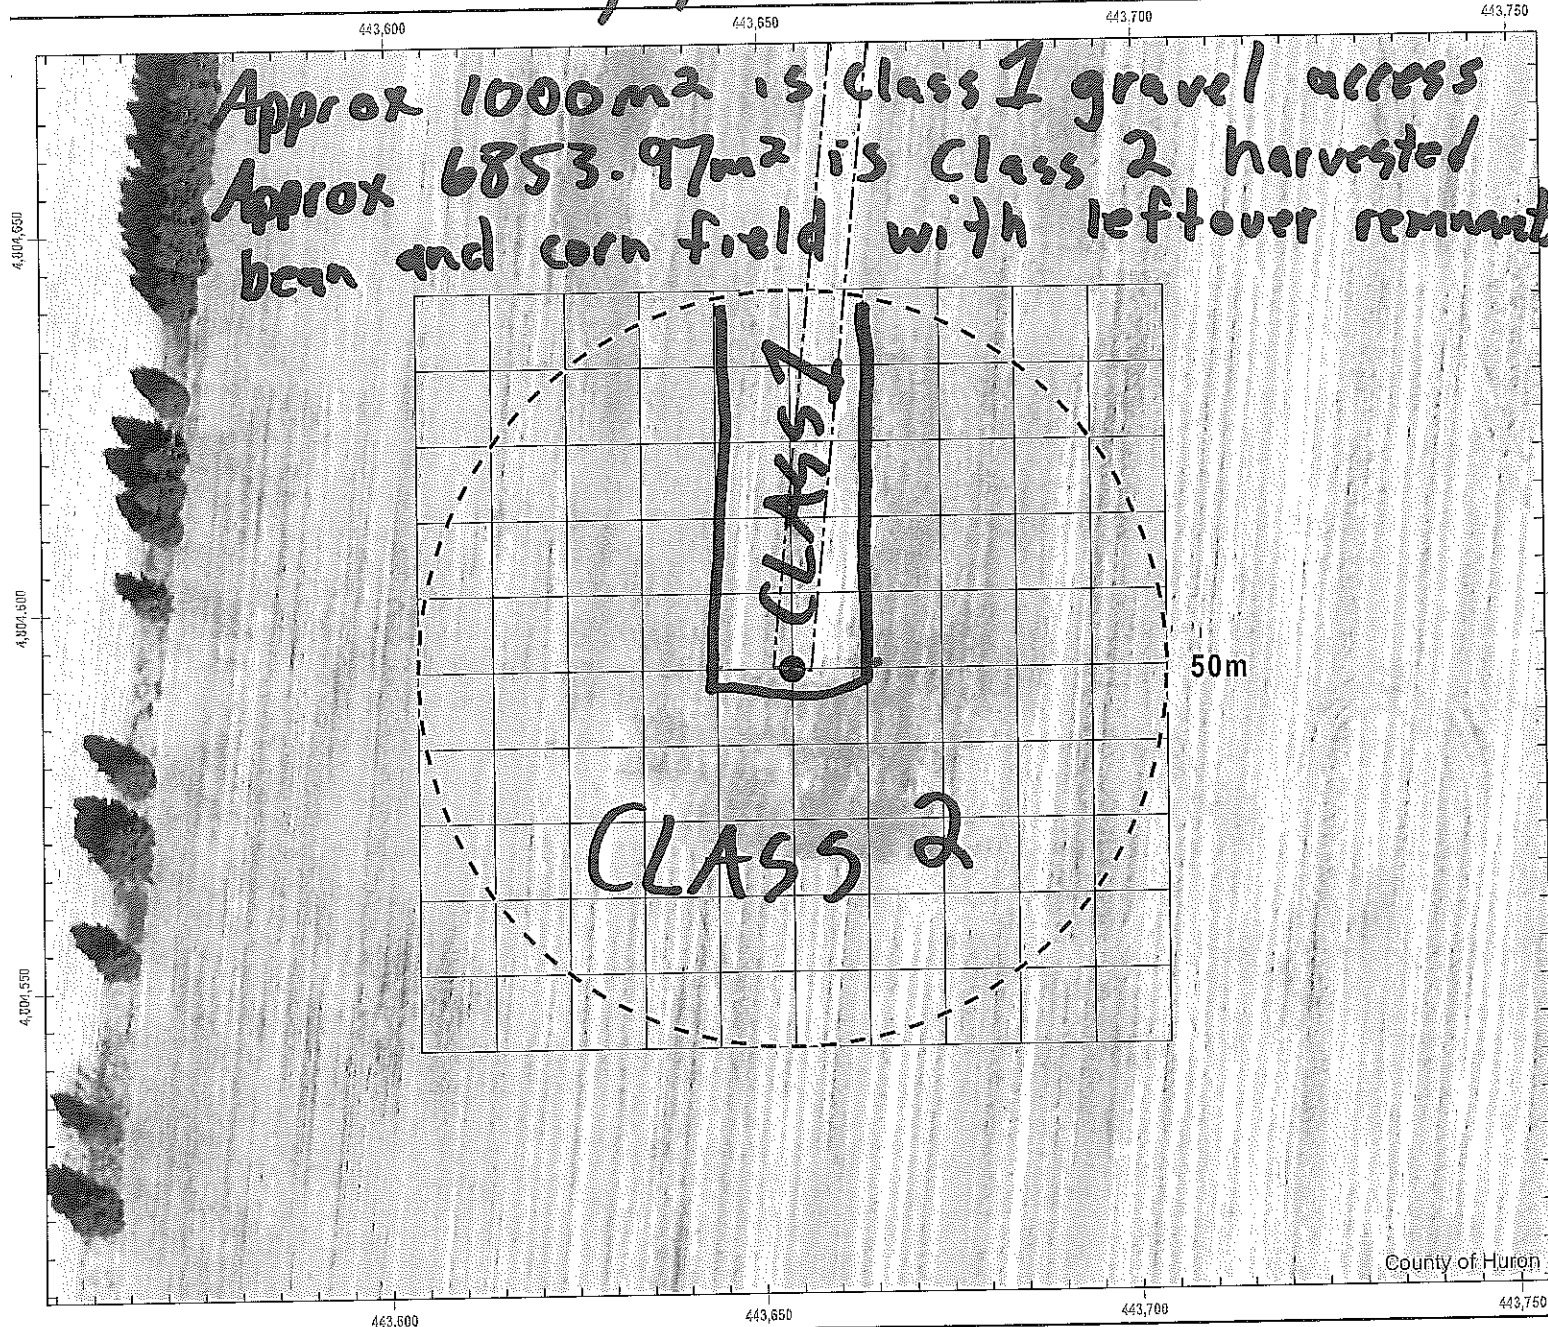 443,600 443,650 443,700 443,750
Approx 1000m² is Class 1 gravel access
Approx 6853.97m² is Class 2 harvested
bean and corn field with leftover remnant
4,804,650
CLASS 1
4,804,600
50m
CLASS 2
4,804,550
County of Huron
443,600 443,650 443,700 443,750